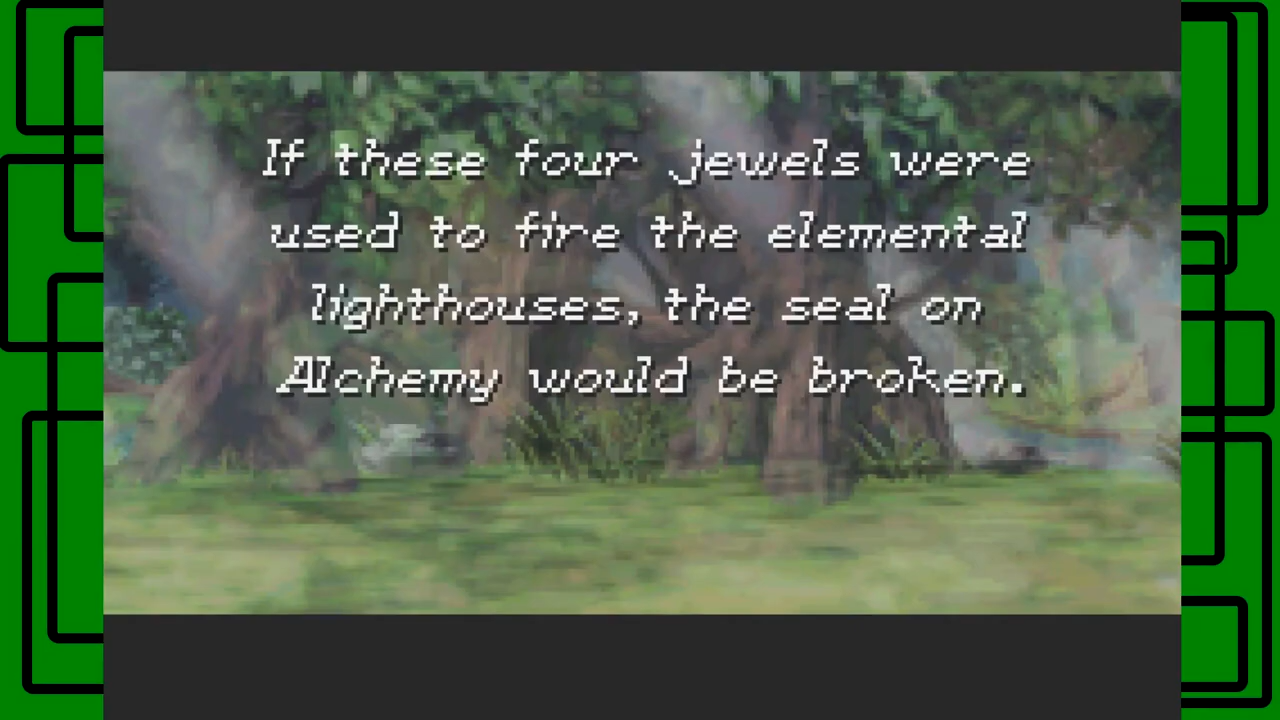 If these four jewels were
used to fire the elemental
lighthouses, the seal on
Alchemy would be broken.